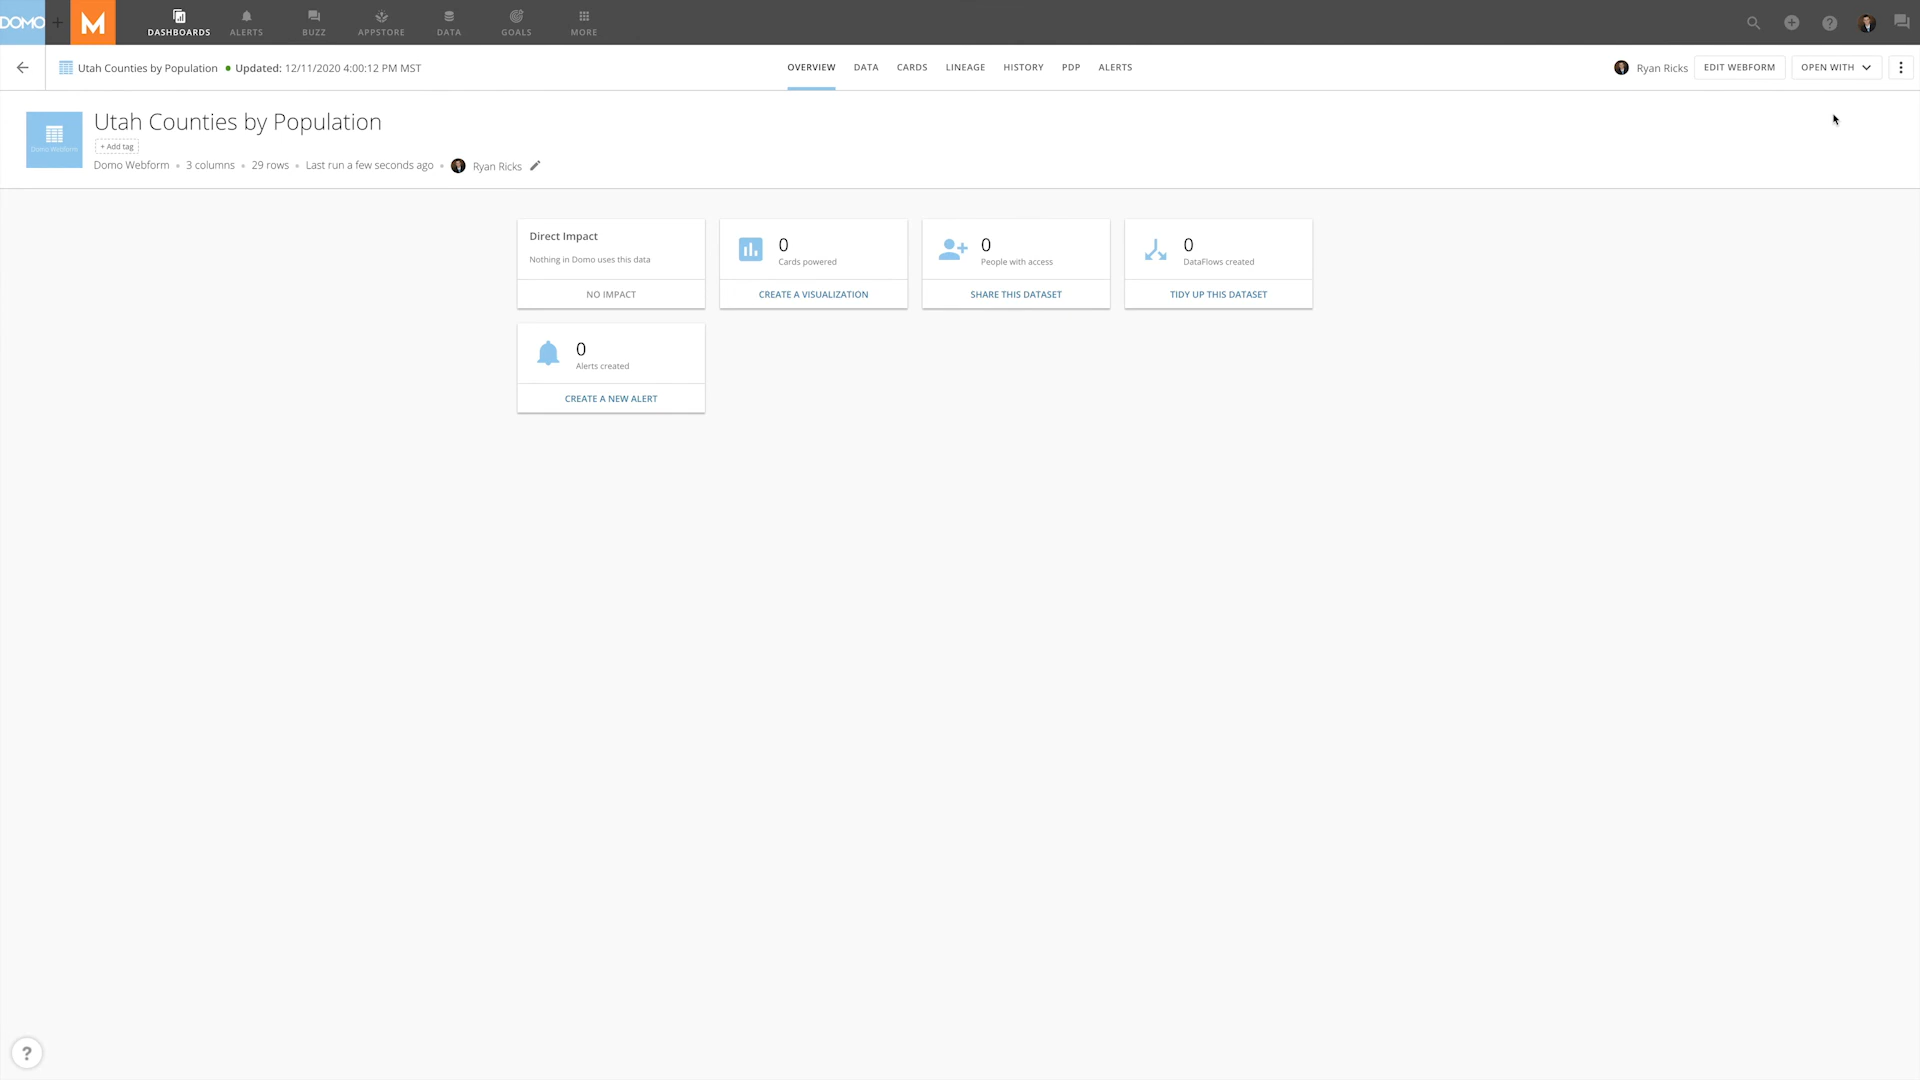 DOMO
DASHBOARDS
ALERTS
BUZZ
APPSTORE
DATA
GOALS
MORE
Utah Counties by Population
Updated: 12/11/2020 4:00:12 PM MST
OVERVIEW
DATA
CARDS
LINEAGE
HISTORY
PDP
ALERTS
Ryan Ricks
EDIT WEBFORM
OPEN WITH
Domo Webform
Utah Counties by Population
+ Add tag
Domo Webform • 3 columns • 29 rows • Last run a few seconds ago • Ryan Ricks
Direct Impact
Nothing in Domo uses this data
NO IMPACT
0
Cards powered
CREATE A VISUALIZATION
0
People with access
SHARE THIS DATASET
0
DataFlows created
TIDY UP THIS DATASET
0
Alerts created
CREATE A NEW ALERT
?